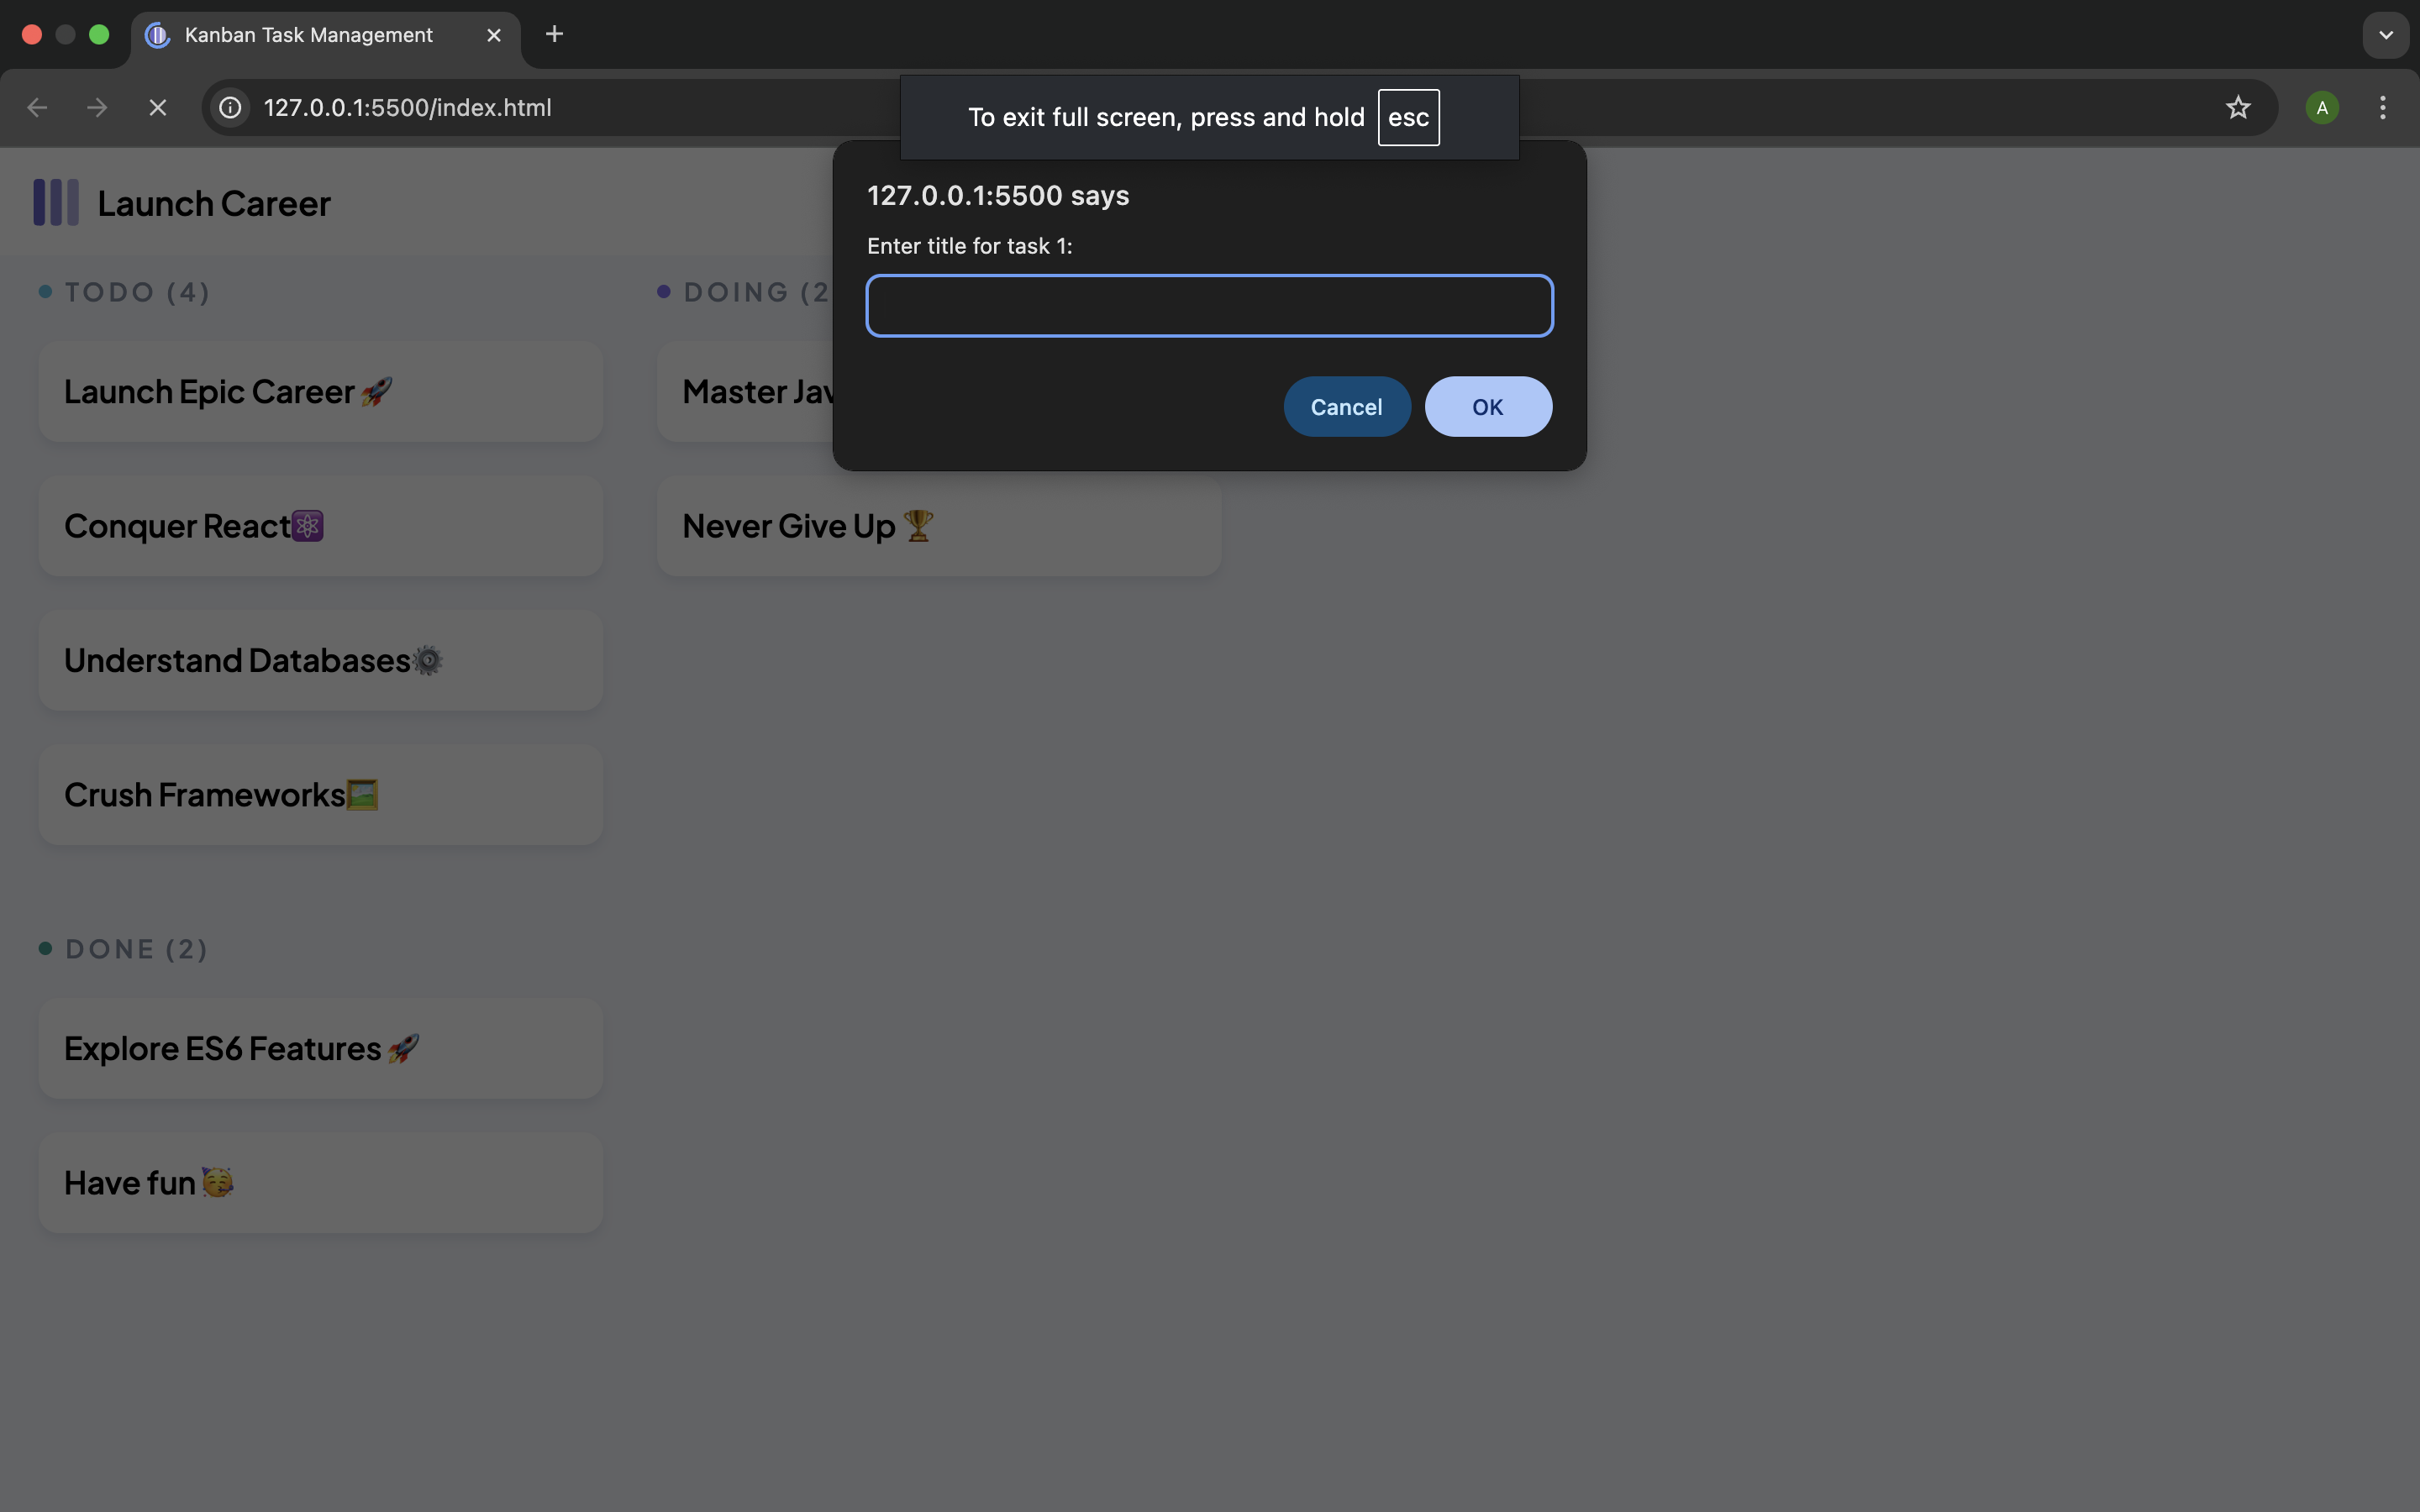 Kanban Task Management
127.0.0.1:5500/index.html
A
To exit full screen, press and hold esc
127.0.0.1:5500 says
Enter title for task 1:
Cancel
OK
Launch Career
TODO (4)
Launch Epic Career 🚀
Conquer React⚛️
Understand Databases⚙️
Crush Frameworks🖼️
DOING (2
Master Jav
Never Give Up 🏆
DONE (2)
Explore ES6 Features 🚀
Have fun 🥳